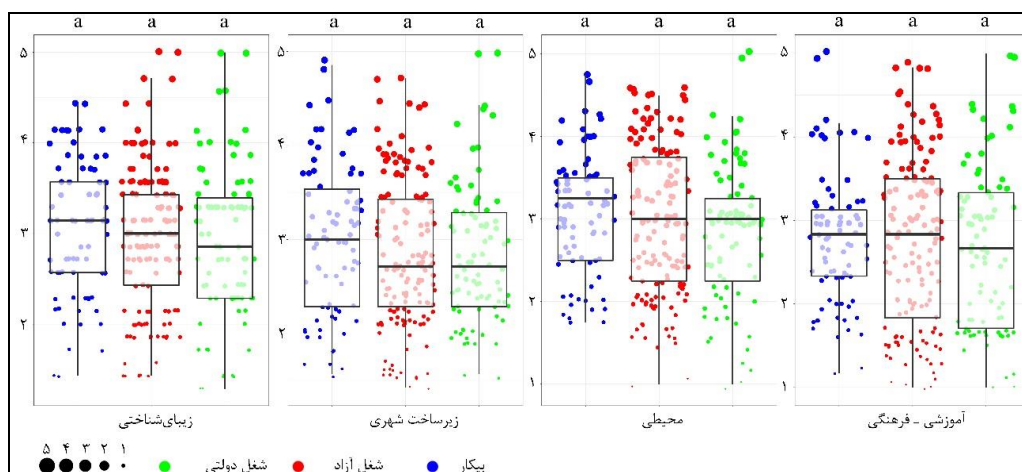 a a a a a a a a a a a a
۵ ۵ ۵ ۵
۴ ۴ ۴ ۴
۳ ۳ ۳ ۳
۲ ۲ ۲ ۲
۱ ۱
زیبای‌شناختی زیرساخت شهری محیطی آموزشی ـ فرهنگی
۵ ۴ ۳ ۲ ۱ شغل دولتی شغل آزاد بیکار